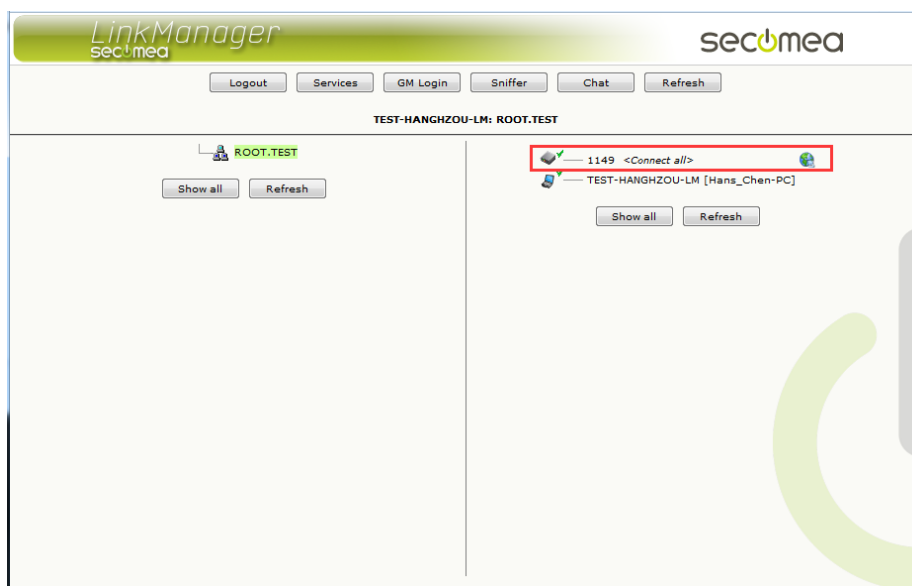 LinkManager
secomea
secomea
Logout Services GM Login Sniffer Chat Refresh
TEST-HANGHZOU-LM: ROOT.TEST
ROOT.TEST
Show all Refresh
1149 <Connect all>
TEST-HANGHZOU-LM [Hans_Chen-PC]
Show all Refresh